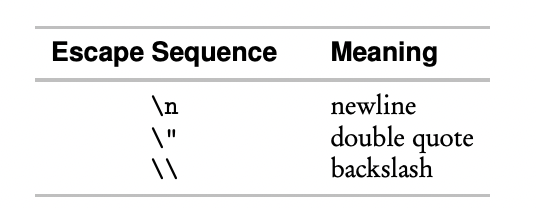 Escape Sequence Meaning
\n newline
\" double quote
\\ backslash